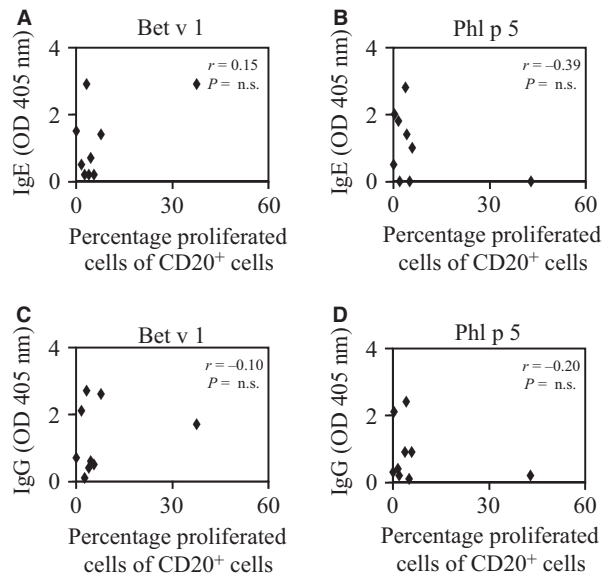 A
Bet v 1
r = 0.15
P = n.s.
IgE (OD 405 nm)
4
2
0
0 30 60
Percentage proliferated
cells of CD20+ cells
B
Phl p 5
r = –0.39
P = n.s.
IgE (OD 405 nm)
4
2
0
0 30 60
Percentage proliferated
cells of CD20+ cells
C
Bet v 1
r = –0.10
P = n.s.
IgG (OD 405 nm)
4
2
0
0 30 60
Percentage proliferated
cells of CD20+ cells
D
Phl p 5
r = –0.20
P = n.s.
IgG (OD 405 nm)
4
2
0
0 30 60
Percentage proliferated
cells of CD20+ cells